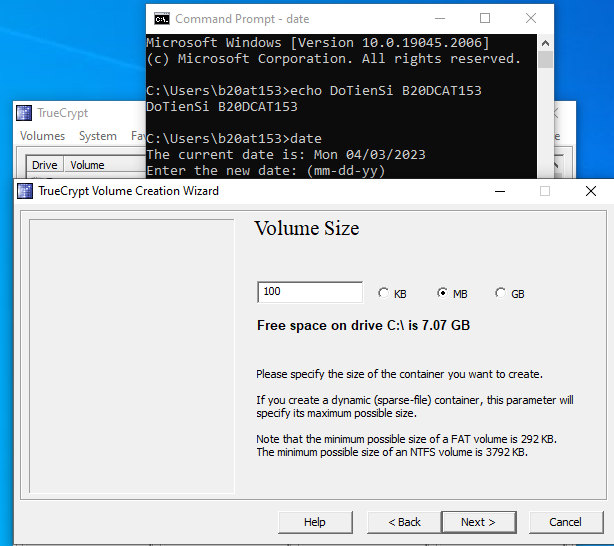 Command Prompt - date
Microsoft Windows [Version 10.0.19045.2006]
(c) Microsoft Corporation. All rights reserved.
C:\Users\b20at153>echo DoTienSi B20DCAT153
DoTienSi B20DCAT153
C:\Users\b20at153>date
The current date is: Mon 04/03/2023
Enter the new date: (mm-dd-yy)
TrueCrypt
Volumes System
Drive Volume
TrueCrypt Volume Creation Wizard
Volume Size
100 KB MB GB
Free space on drive C:\ is 7.07 GB
Please specify the size of the container you want to create.
If you create a dynamic (sparse-file) container, this parameter will
specify its maximum possible size.
Note that the minimum possible size of a FAT volume is 292 KB.
The minimum possible size of an NTFS volume is 3792 KB.
Help < Back Next > Cancel